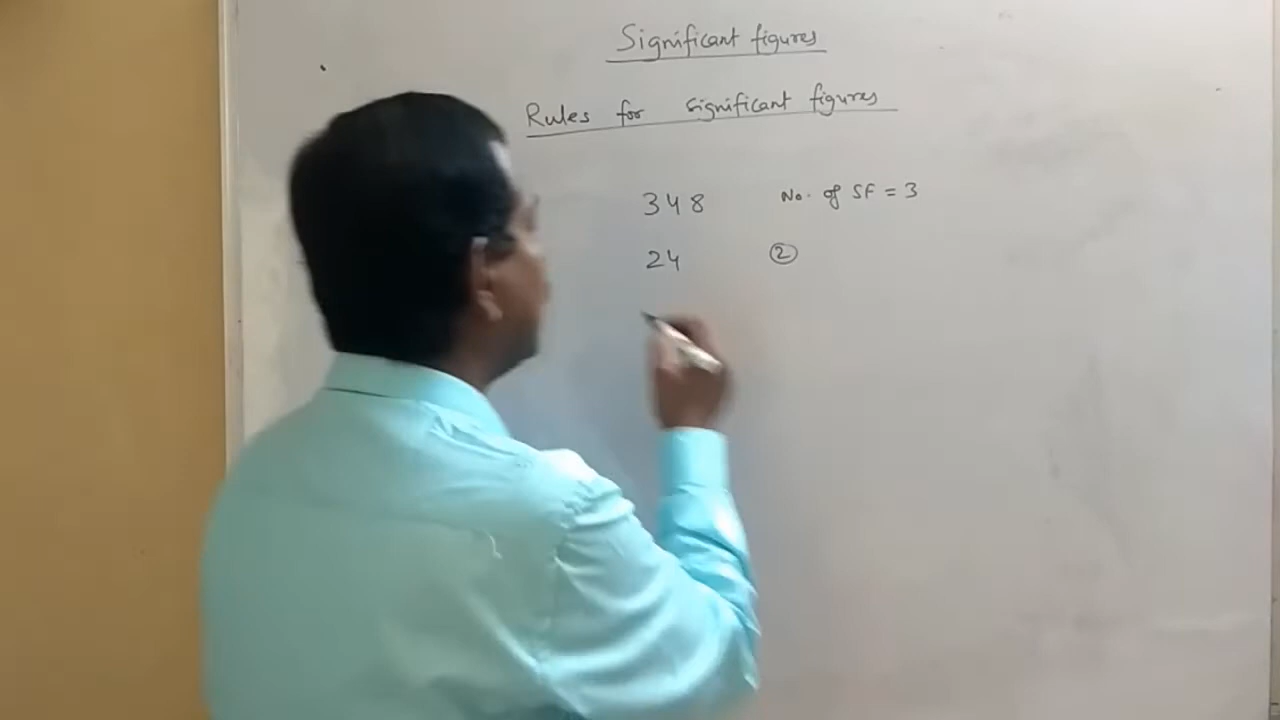 Significant figures
Rules for significant figures
348 No. of SF = 3
24 ②